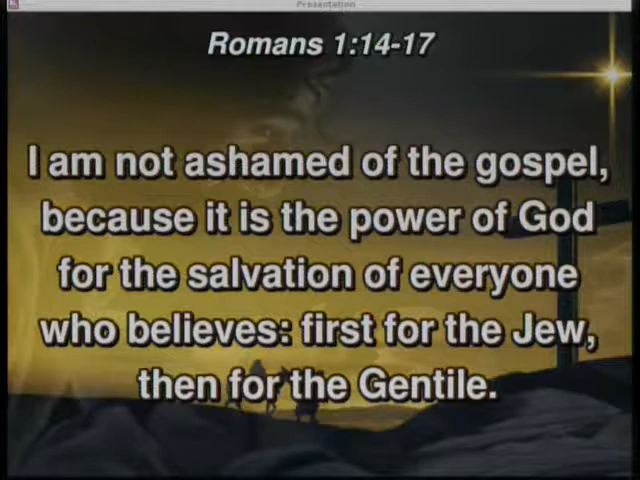 Presentation
Romans 1:14-17
I am not ashamed of the gospel,
because it is the power of God
for the salvation of everyone
who believes: first for the Jew,
then for the Gentile.